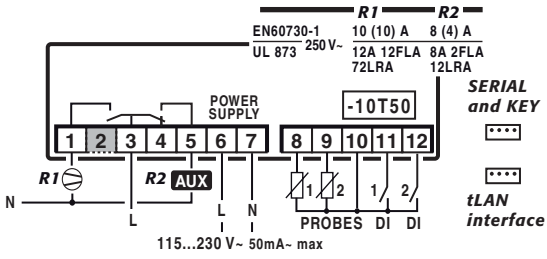 R1 R2
EN60730-1 10 (10) A 8 (4) A
UL 873 250 V~ 12A 12FLA 8A 2FLA
72LRA 12LRA
SERIAL
and KEY
POWER
SUPPLY
-10T50
1 2 3 4 5 6 7 8 9 10 11 12
R1 R2 AUX 1 2 1 2
N L L N PROBES DI DI
tLAN
interface
115...230 V~ 50mA~ max